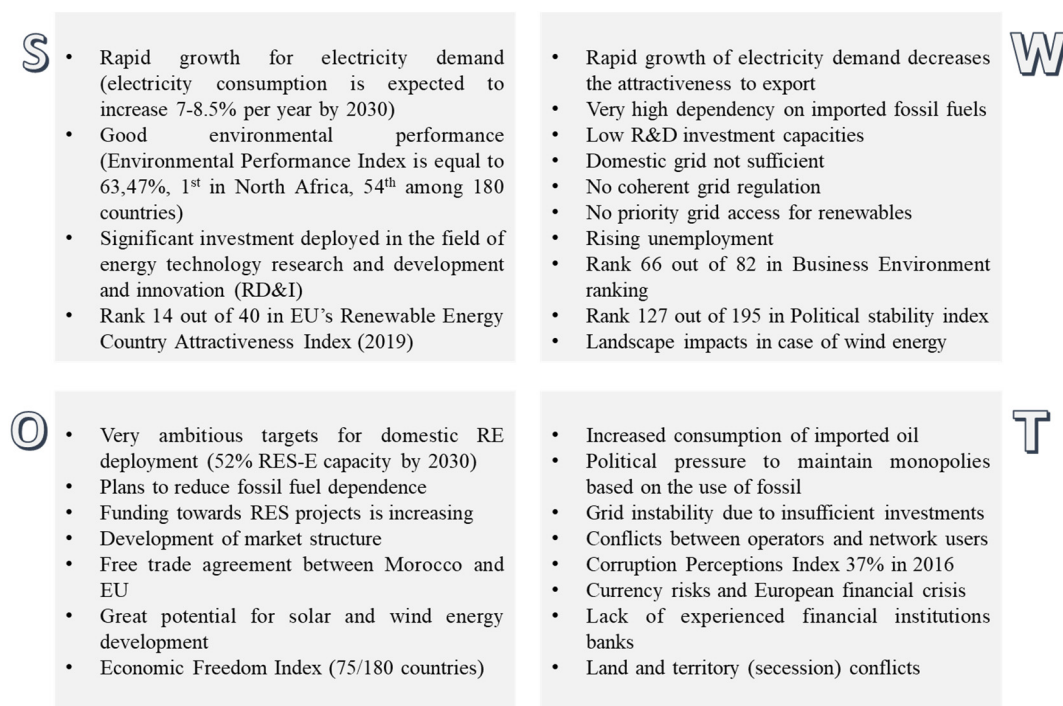 S
• Rapid growth for electricity demand
(electricity consumption is expected to
increase 7-8.5% per year by 2030)
• Good environmental performance
(Environmental Performance Index is equal to
63,47%, 1st in North Africa, 54th among 180
countries)
• Significant investment deployed in the field of
energy technology research and development
and innovation (RD&I)
• Rank 14 out of 40 in EU’s Renewable Energy
Country Attractiveness Index (2019)
W
• Rapid growth of electricity demand decreases
the attractiveness to export
• Very high dependency on imported fossil fuels
• Low R&D investment capacities
• Domestic grid not sufficient
• No coherent grid regulation
• No priority grid access for renewables
• Rising unemployment
• Rank 66 out of 82 in Business Environment
ranking
• Rank 127 out of 195 in Political stability index
• Landscape impacts in case of wind energy
O
• Very ambitious targets for domestic RE
deployment (52% RES-E capacity by 2030)
• Plans to reduce fossil fuel dependence
• Funding towards RES projects is increasing
• Development of market structure
• Free trade agreement between Morocco and
EU
• Great potential for solar and wind energy
development
• Economic Freedom Index (75/180 countries)
T
• Increased consumption of imported oil
• Political pressure to maintain monopolies
based on the use of fossil
• Grid instability due to insufficient investments
• Conflicts between operators and network users
• Corruption Perceptions Index 37% in 2016
• Currency risks and European financial crisis
• Lack of experienced financial institutions
banks
• Land and territory (secession) conflicts